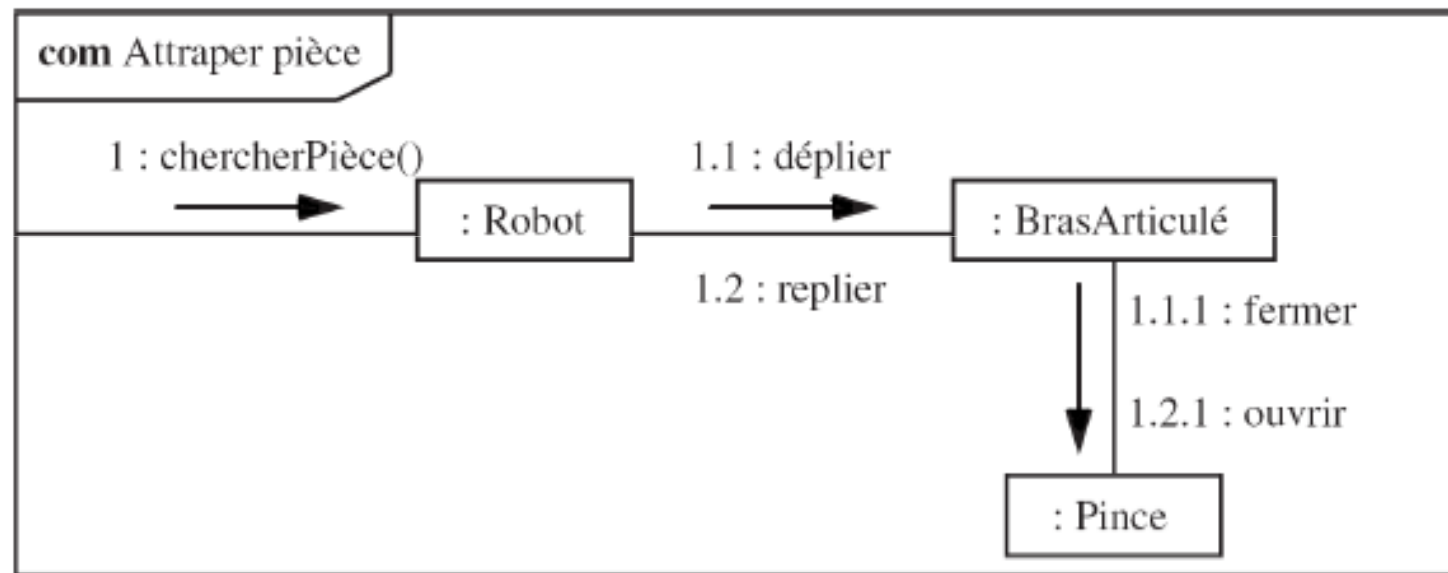 com Attraper pièce
1 : chercherPièce()
1.1 : déplier
: Robot
: BrasArticulé
1.2 : replier
1.1.1 : fermer
1.2.1 : ouvrir
: Pince